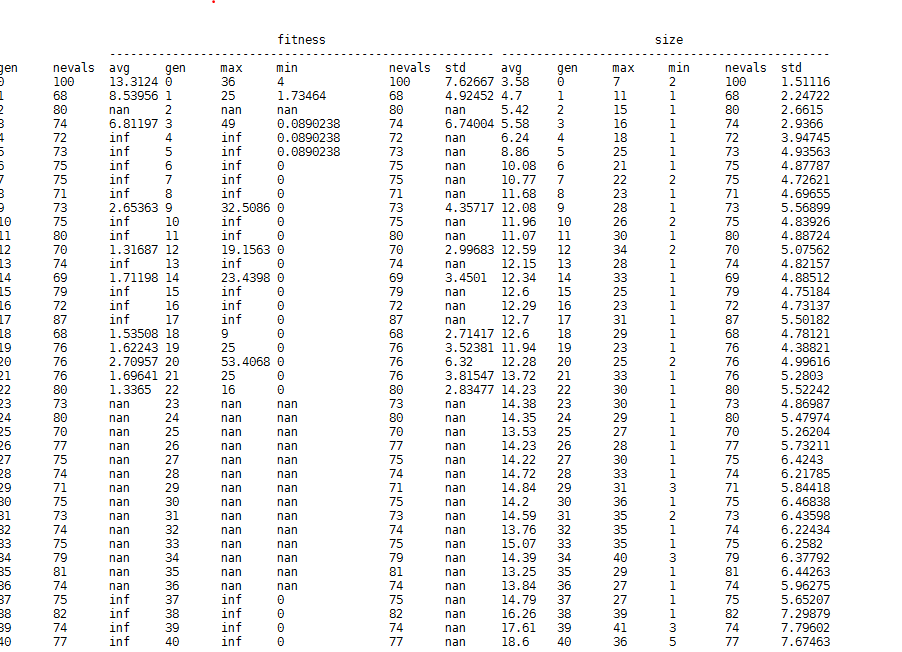 fitness size
------------------------------------------------ -----------------------------------------
gen nevals avg gen max min nevals std avg gen max min nevals std
0 100 13.3124 0 36 4 100 7.62667 3.58 0 7 2 100 1.51116
1 68 8.53956 1 25 1.73464 68 4.92452 4.7 1 11 1 68 2.24722
2 80 nan 2 nan nan 80 nan 5.42 2 15 1 80 2.6615
3 74 6.81197 3 49 0.0890238 74 6.74004 5.58 3 16 1 74 2.9366
4 72 inf 4 inf 0.0890238 72 nan 6.24 4 18 1 72 3.94745
5 73 inf 5 inf 0.0890238 73 nan 8.86 5 25 1 73 4.93563
6 75 inf 6 inf 0 75 nan 10.08 6 21 1 75 4.87787
7 75 inf 7 inf 0 75 nan 10.77 7 22 2 75 4.72621
8 71 inf 8 inf 0 71 nan 11.68 8 23 1 71 4.69655
9 73 2.65363 9 32.5086 0 73 4.35717 12.08 9 28 1 73 5.56899
10 75 inf 10 inf 0 75 nan 11.96 10 26 2 75 4.83926
11 80 inf 11 inf 0 80 nan 11.07 11 30 1 80 4.88724
12 70 1.31687 12 19.1563 0 70 2.99683 12.59 12 34 2 70 5.07562
13 74 inf 13 inf 0 74 nan 12.15 13 28 1 74 4.82157
14 69 1.71198 14 23.4398 0 69 3.4501 12.34 14 33 1 69 4.88512
15 79 inf 15 inf 0 79 nan 12.6 15 25 1 79 4.75184
16 72 inf 16 inf 0 72 nan 12.29 16 23 1 72 4.73137
17 87 inf 17 inf 0 87 nan 12.7 17 31 1 87 5.50182
18 68 1.53508 18 9 0 68 2.71417 12.6 18 29 1 68 4.78121
19 76 1.62243 19 25 0 76 3.52381 11.94 19 23 1 76 4.38821
20 76 2.70957 20 53.4068 0 76 6.32 12.28 20 25 2 76 4.99616
21 76 1.69641 21 25 0 76 3.81547 13.72 21 33 1 76 5.2803
22 80 1.3365 22 16 0 80 2.83477 14.23 22 30 1 80 5.52242
23 73 nan 23 nan nan 73 nan 14.38 23 30 1 73 4.86987
24 80 nan 24 nan nan 80 nan 14.35 24 29 1 80 5.47974
25 70 nan 25 nan nan 70 nan 13.53 25 27 1 70 5.26204
26 77 nan 26 nan nan 77 nan 14.23 26 28 1 77 5.73211
27 75 nan 27 nan nan 75 nan 14.22 27 30 1 75 6.4243
28 74 nan 28 nan nan 74 nan 14.72 28 33 1 74 6.21785
29 71 nan 29 nan nan 71 nan 14.84 29 31 3 71 5.84418
30 75 nan 30 nan nan 75 nan 14.2 30 36 1 75 6.46838
31 73 nan 31 nan nan 73 nan 14.59 31 35 2 73 6.43598
32 74 nan 32 nan nan 74 nan 13.76 32 35 1 74 6.22434
33 75 nan 33 nan nan 75 nan 15.07 33 35 1 75 6.2582
34 79 nan 34 nan nan 79 nan 14.39 34 40 3 79 6.37792
35 81 nan 35 nan nan 81 nan 13.25 35 29 1 81 6.44263
36 74 nan 36 nan nan 74 nan 13.84 36 27 1 74 5.96275
37 75 inf 37 inf 0 75 nan 14.79 37 27 1 75 5.65207
38 82 inf 38 inf 0 82 nan 16.26 38 39 1 82 7.29879
39 74 inf 39 inf 0 74 nan 17.61 39 41 3 74 7.79602
40 77 inf 40 inf 0 77 nan 18.6 40 36 5 77 7.67463